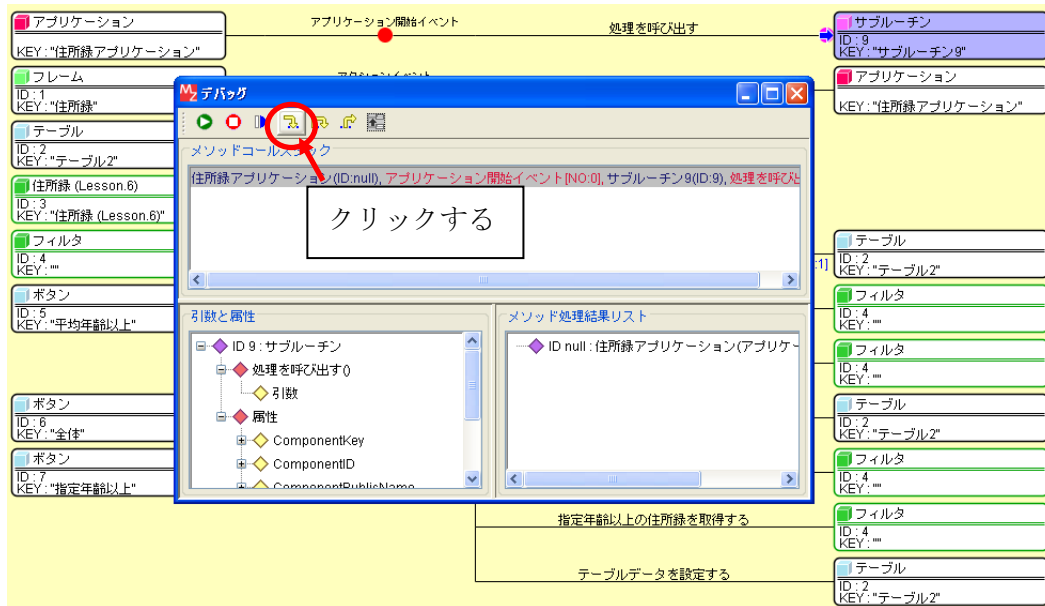 アプリケーション
KEY : "住所録アプリケーション"
アプリケーション開始イベント
処理を呼び出す
サブルーチン
ID : 9
KEY : "サブルーチン9"
フレーム
ID : 1
KEY : "住所録"
アプリケーション
KEY : "住所録アプリケーション"
テーブル
ID : 2
KEY : "テーブル2"
住所録 (Lesson.6)
ID : 3
KEY : "住所録 (Lesson.6)"
フィルタ
ID : 4
KEY : ""
ボタン
ID : 5
KEY : "平均年齢以上"
ボタン
ID : 6
KEY : "全体"
ボタン
ID : 7
KEY : "指定年齢以上"
デバッグ
メソッドコールスタック
住所録アプリケーション(ID:null), アプリケーション開始イベント[NO:0], サブルーチン9(ID:9), 処理を呼び出
クリックする
引数と属性
ID 9 : サブルーチン
処理を呼び出す()
引数
属性
ComponentKey
ComponentID
ComponentPublisName
メソッド処理結果リスト
ID null : 住所録アプリケーション(アプリケー
:1]
テーブル
ID : 2
KEY : "テーブル2"
フィルタ
ID : 4
KEY : ""
フィルタ
ID : 4
KEY : ""
テーブル
ID : 2
KEY : "テーブル2"
フィルタ
ID : 4
KEY : ""
指定年齢以上の住所録を取得する
フィルタ
ID : 4
KEY : ""
テーブルデータを設定する
テーブル
ID : 2
KEY : "テーブル2"